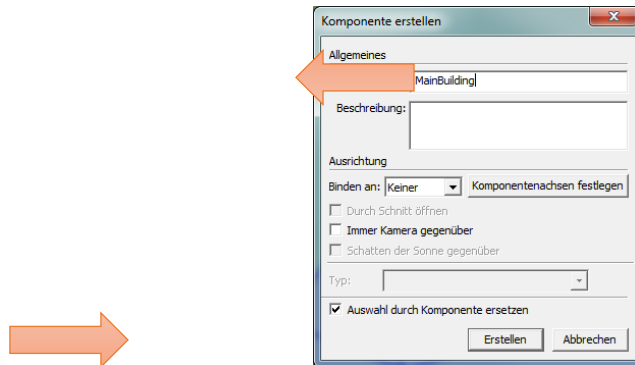 Komponente erstellen
Allgemeines
MainBuilding
Beschreibung:
Ausrichtung
Binden an: Keiner Komponentenachsen festlegen
Durch Schnitt öffnen
Immer Kamera gegenüber
Schatten der Sonne gegenüber
Typ:
Auswahl durch Komponente ersetzen
Erstellen Abbrechen